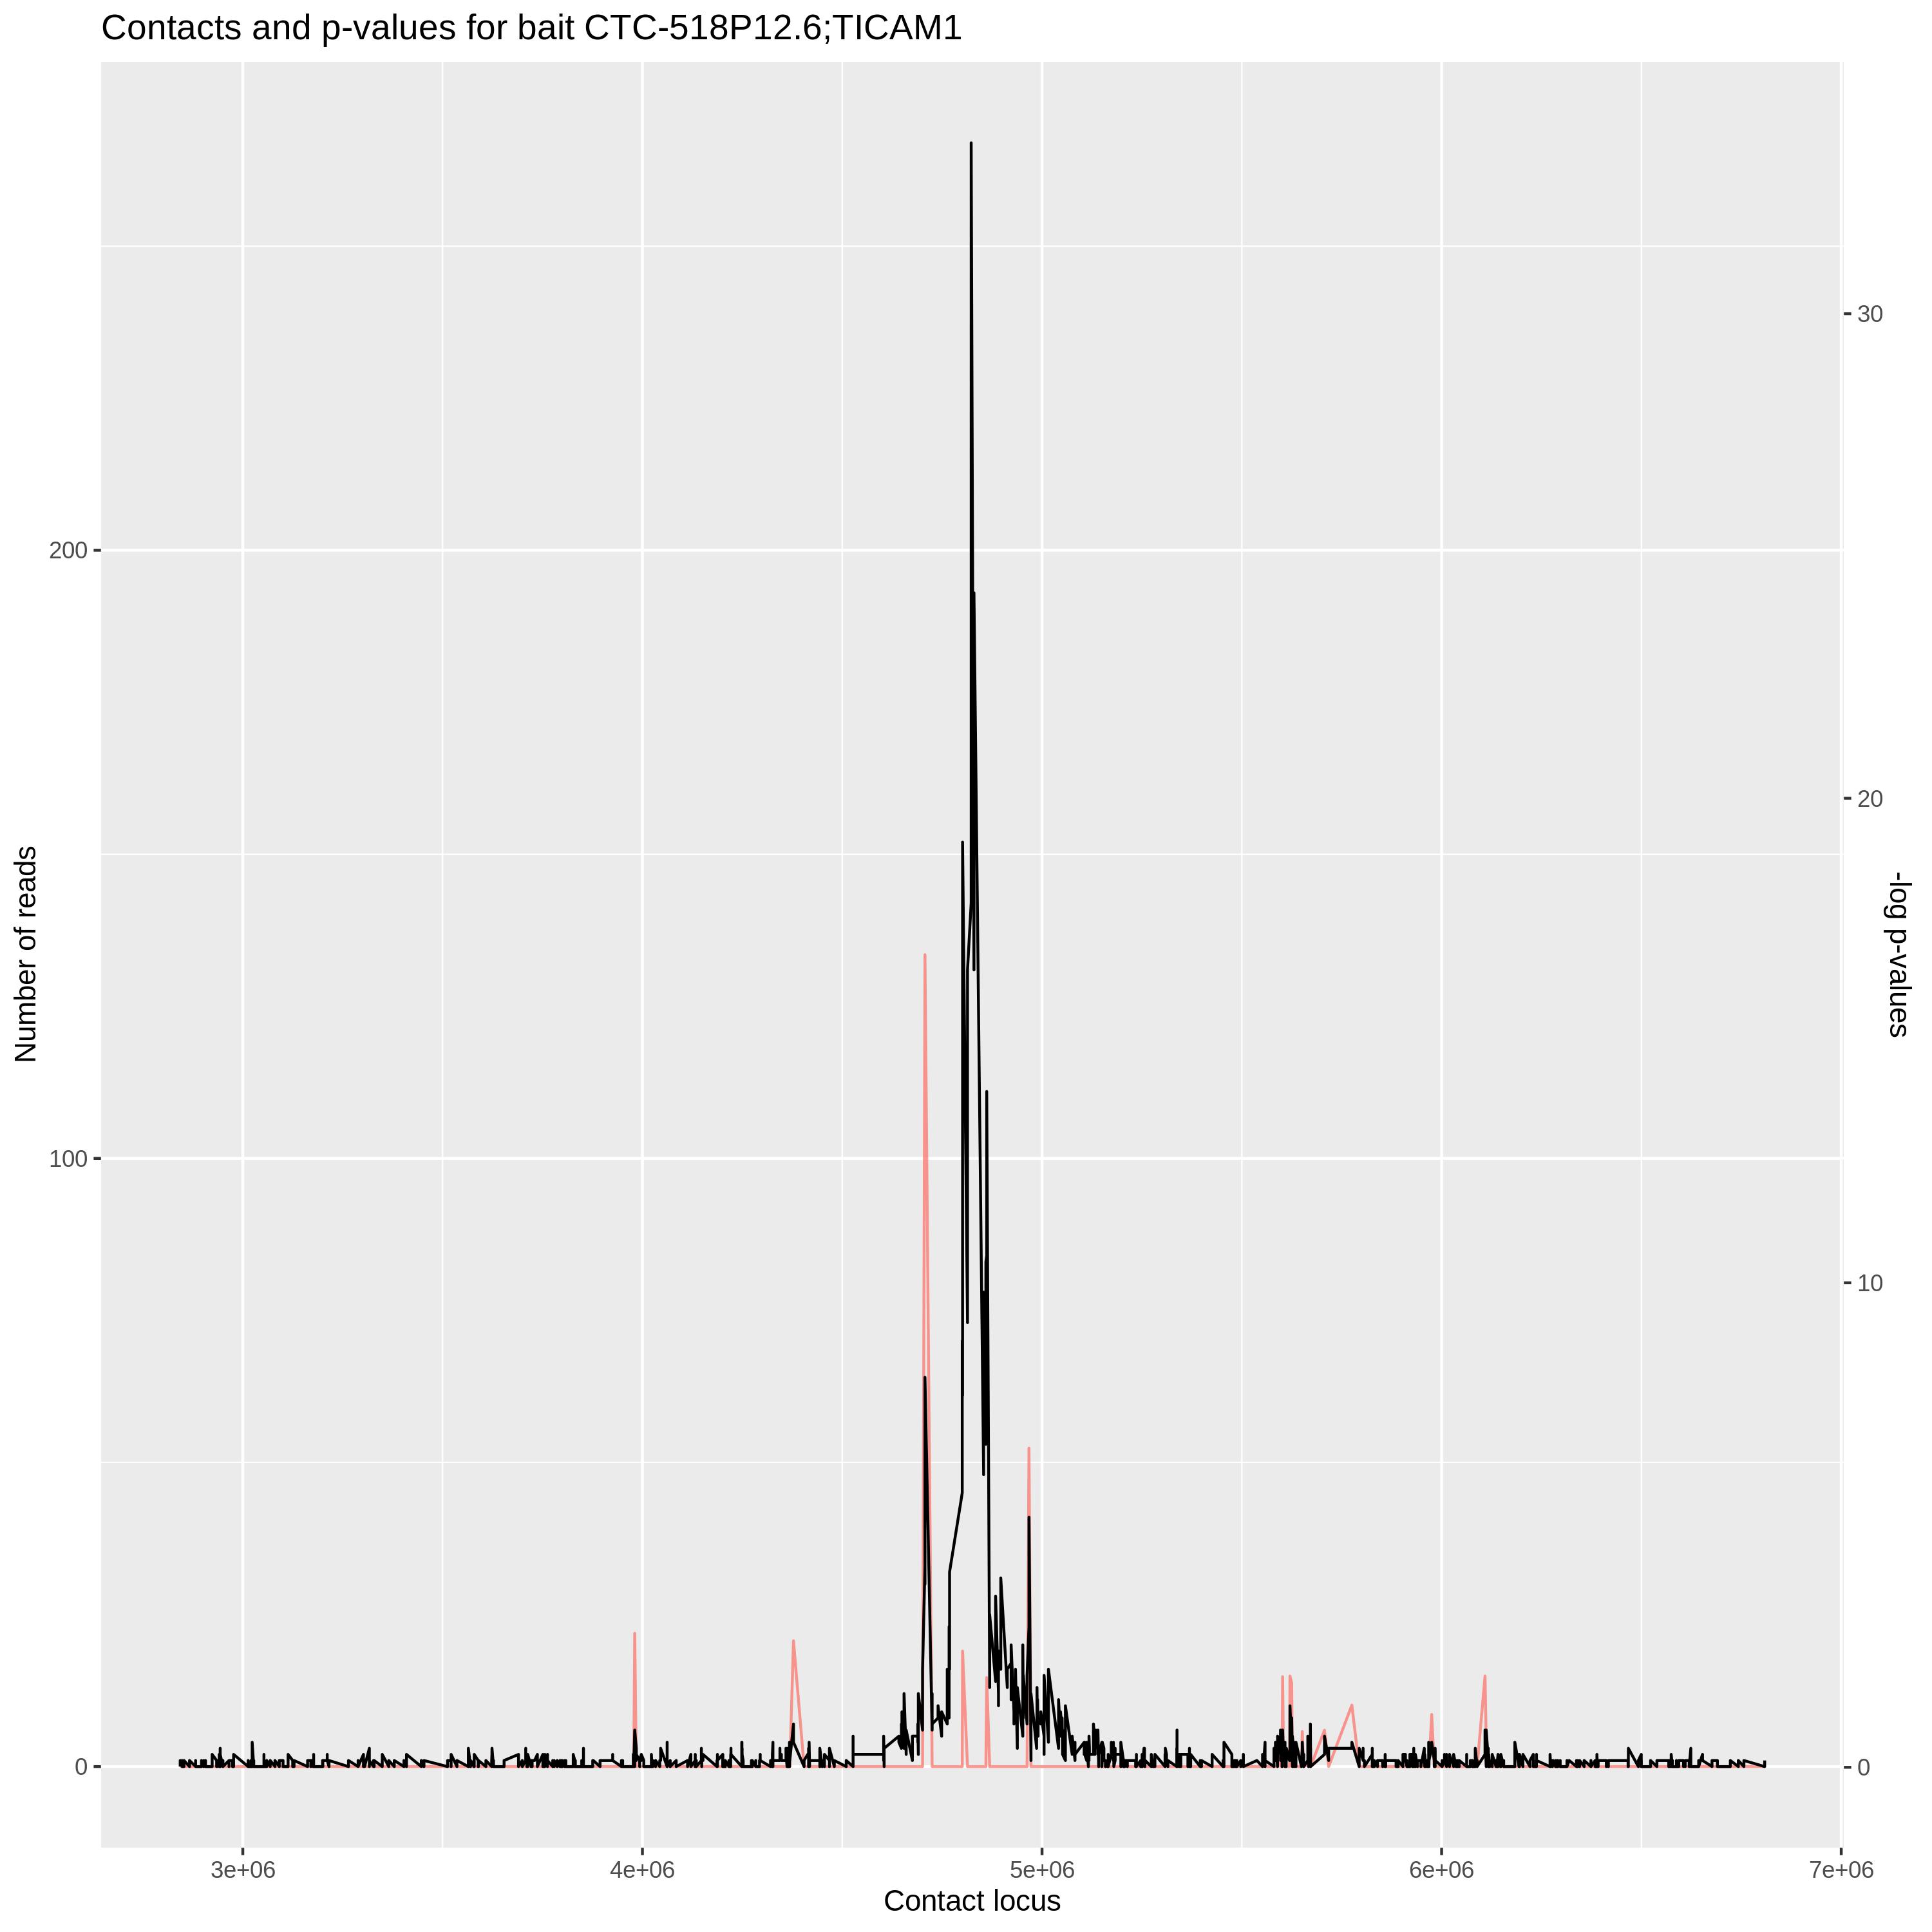 Contacts and p-values for bait CTC-518P12.6;TICAM1
Number of reads
200
100
0
30
20
10
0
-log p-values
3e+06
4e+06
5e+06
6e+06
7e+06
Contact locus